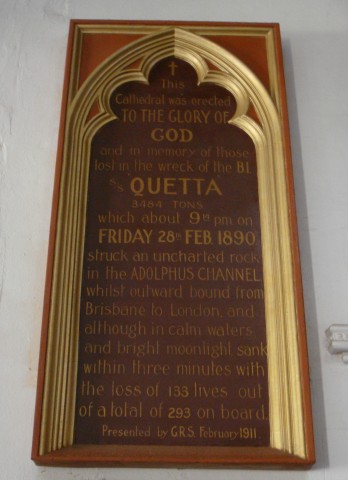 This
Cathedral was erected
TO THE GLORY OF
GOD
and in memory of those
lost in the wreck of the B.I.
S/s QUETTA
3484 TONS
which about 9 pm. on
FRIDAY 28TH FEB. 1890
struck an uncharted rock
in the ADOLPHUS CHANNEL
whilst outward bound from
Brisbane to London, and
although in calm waters
and bright moonlight sank
within three minutes with
the loss of 133 lives out
of a total of 293 on board.
Presented by G.R.S. February 1911.